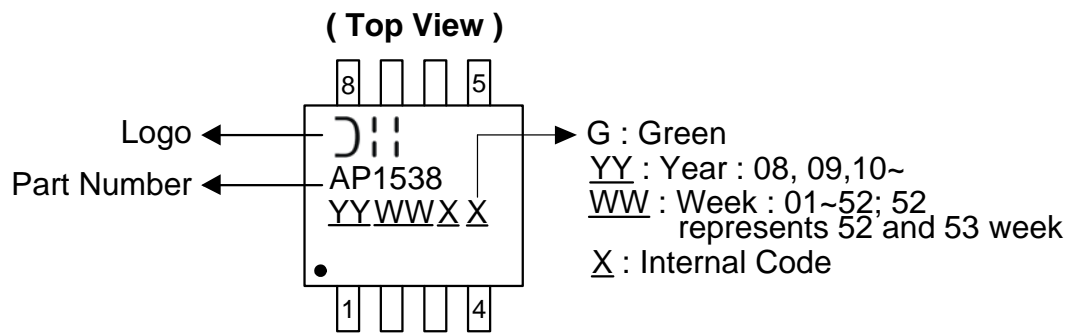 ( Top View )
8 5
Logo
G : Green
AP1538
Part Number
YY : Year : 08, 09,10~
YYWWX X
WW : Week : 01~52; 52
represents 52 and 53 week
X : Internal Code
1 4